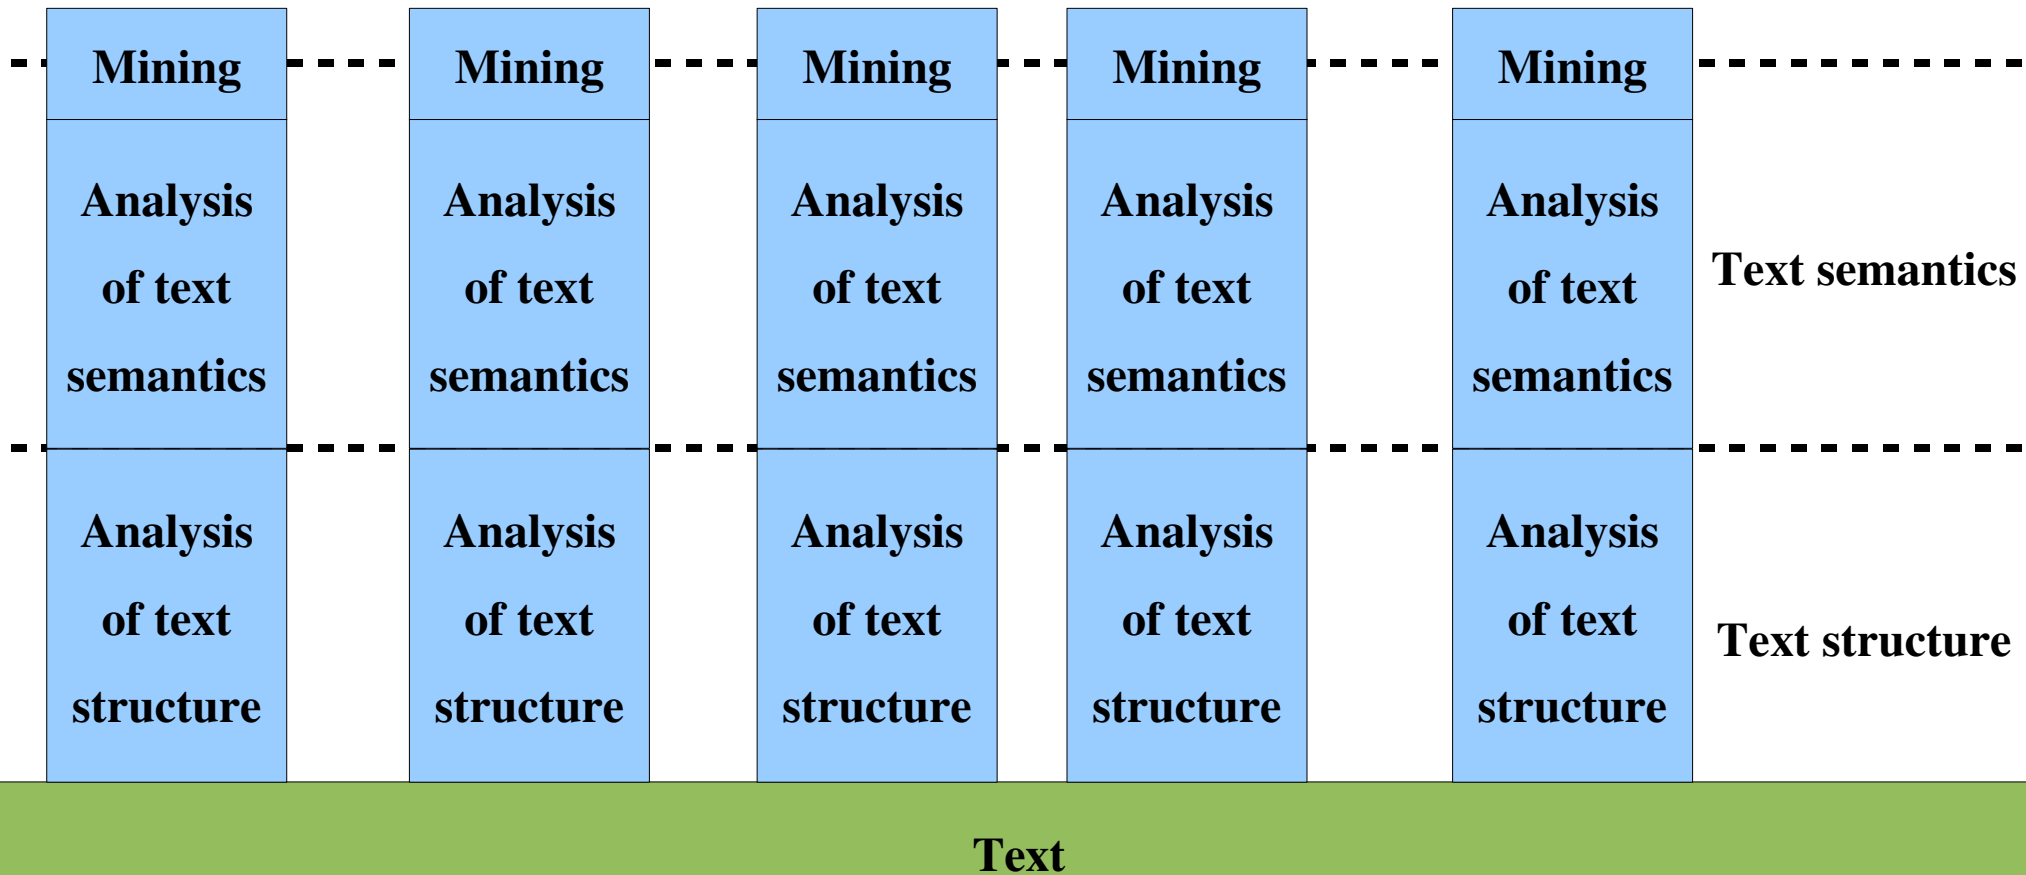 Mining Mining Mining Mining Mining
Analysis Analysis Analysis Analysis Analysis
of text of text of text of text of text
Text semantics
semantics semantics semantics semantics semantics
Analysis Analysis Analysis Analysis Analysis
of text of text of text of text of text
Text structure
structure structure structure structure structure
Text